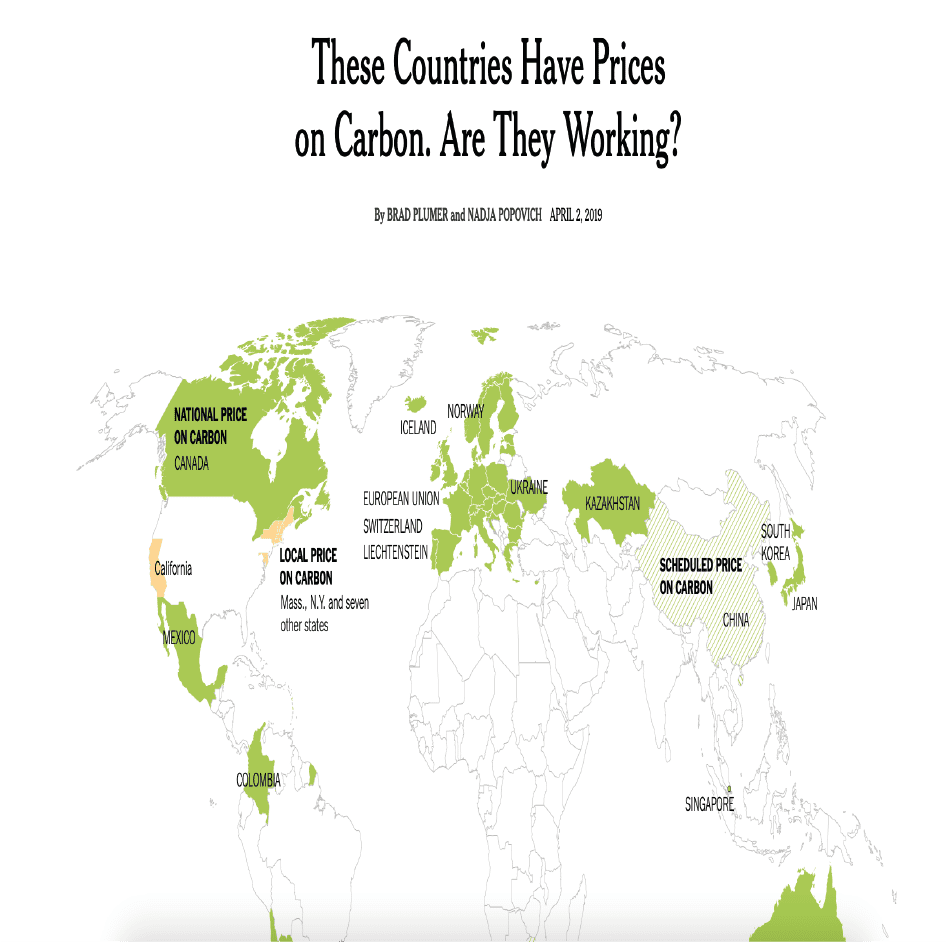 These Countries Have Prices
on Carbon. Are They Working?
By BRAD PLUMER and NADJA POPOVICH APRIL 2, 2019
NATIONAL PRICE
ON CARBON
CANADA
ICELAND
NORWAY
EUROPEAN UNION
SWITZERLAND
LIECHTENSTEIN
UKRAINE
KAZAKHSTAN
SOUTH
KOREA
JAPAN
SCHEDULED PRICE
ON CARBON
CHINA
California
LOCAL PRICE
ON CARBON
Mass., N.Y. and seven
other states
MEXICO
COLOMBIA
SINGAPORE